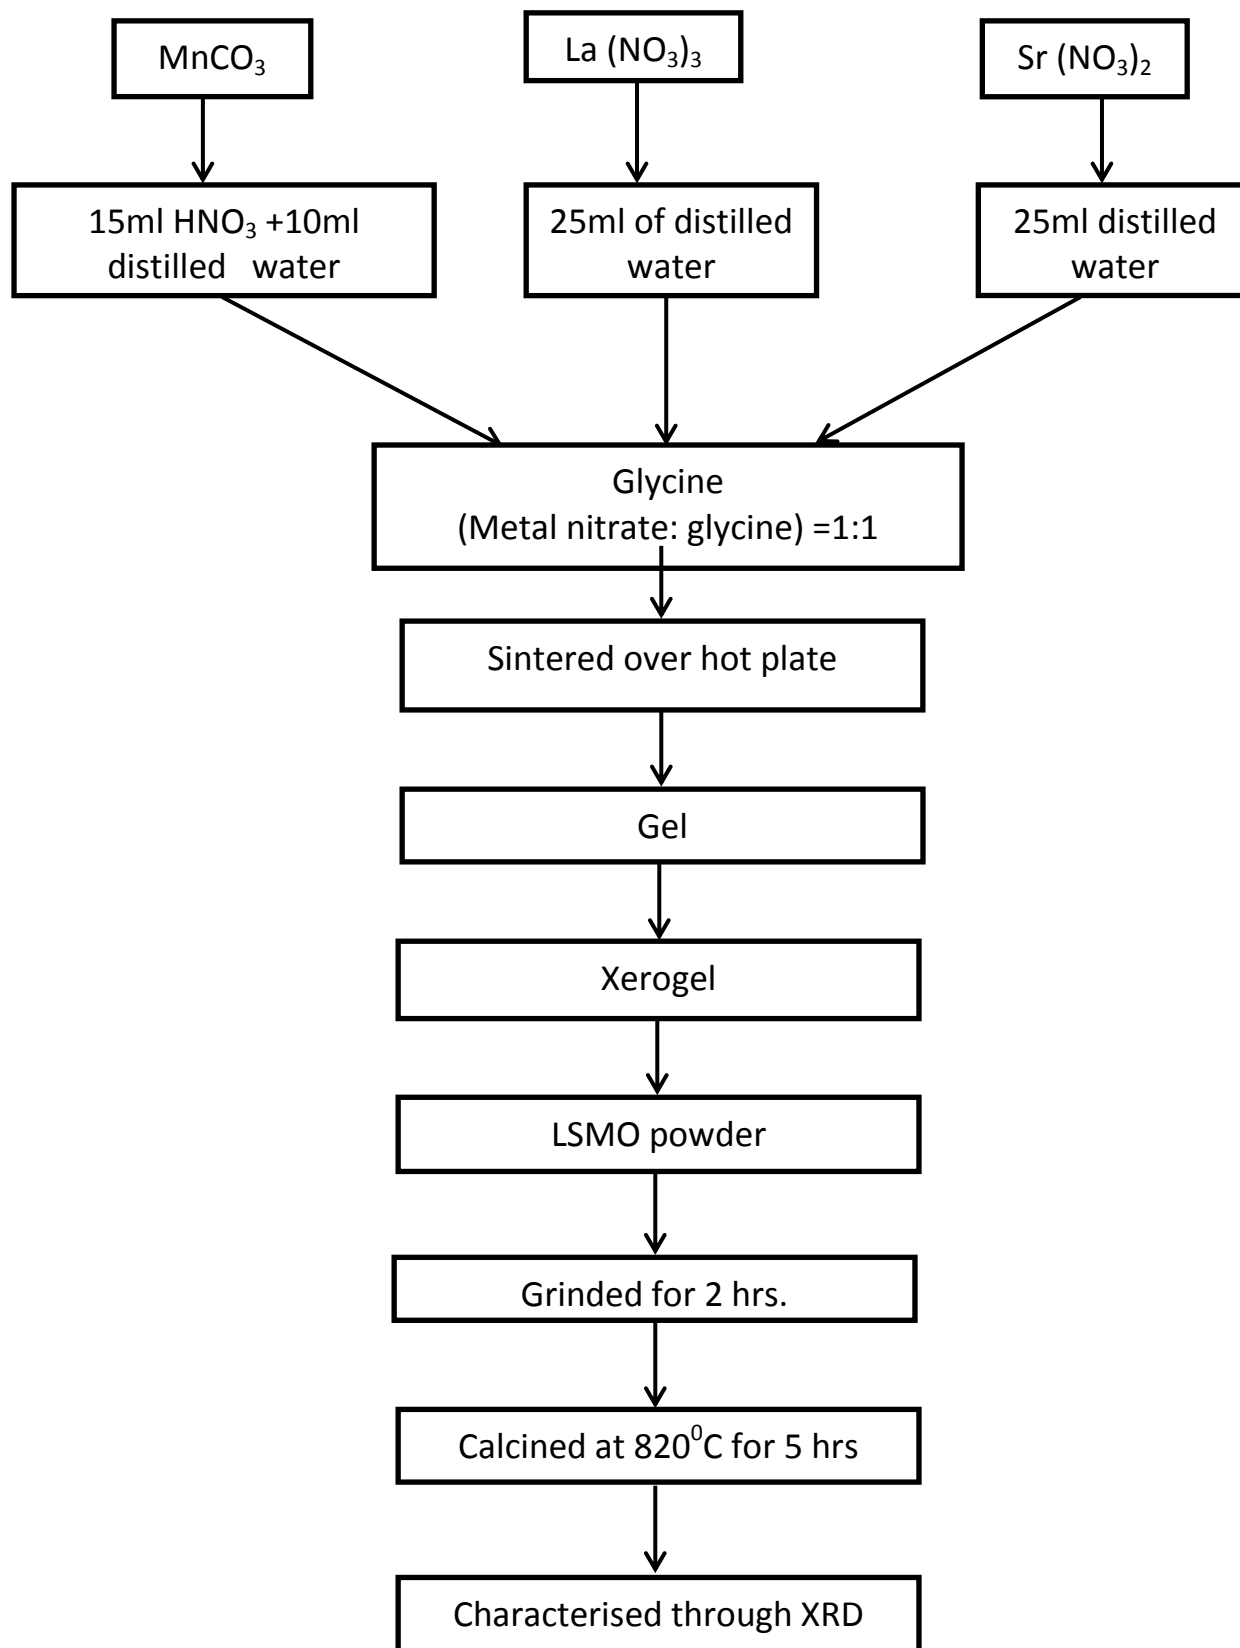 MnCO₃
La (NO₃)₃
Sr (NO₃)₂
15ml HNO₃ +10ml
distilled water
25ml of distilled
water
25ml distilled
water
Glycine
(Metal nitrate: glycine) =1:1
Sintered over hot plate
Gel
Xerogel
LSMO powder
Grinded for 2 hrs.
Calcined at 820⁰C for 5 hrs
Characterised through XRD